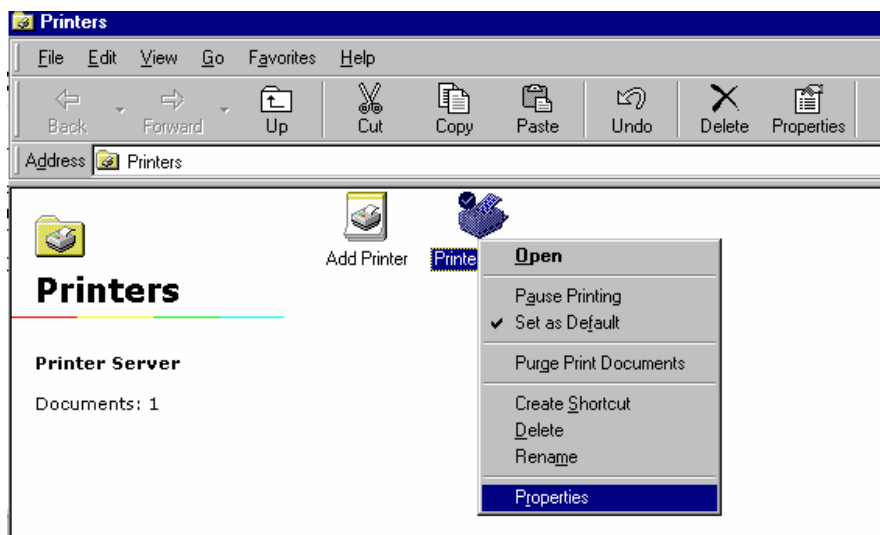 Printers
File Edit View Go Favorites Help
Back Forward Up Cut Copy Paste Undo Delete Properties
Address Printers
Add Printer
Printers
Printer Server
Documents: 1
Open
Pause Printing
Set as Default
Purge Print Documents
Create Shortcut
Delete
Rename
Properties